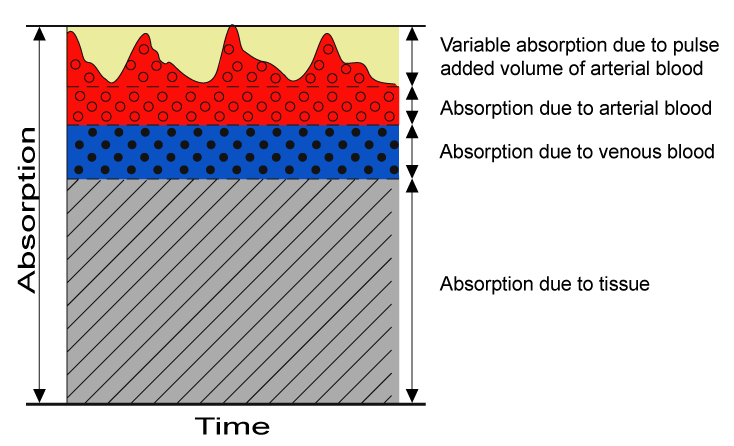 Variable absorption due to pulse
added volume of arterial blood
Absorption due to arterial blood
Absorption due to venous blood
Absorption due to tissue
Absorption
Time